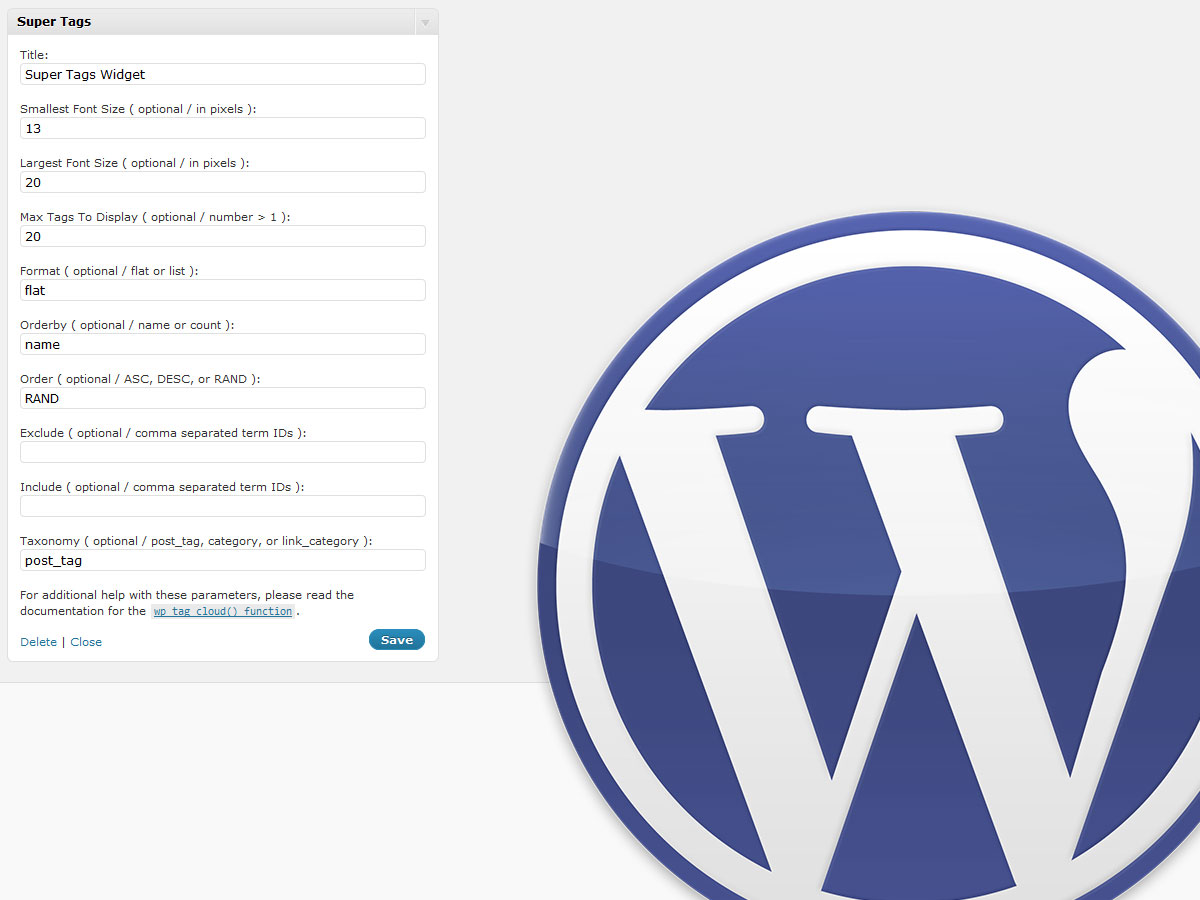 Super Tags
Title:
Super Tags Widget
Smallest Font Size ( optional / in pixels ):
13
Largest Font Size ( optional / in pixels ):
20
Max Tags To Display ( optional / number > 1 ):
20
Format ( optional / flat or list ):
flat
Orderby ( optional / name or count ):
name
Order ( optional / ASC, DESC, or RAND ):
RAND
Exclude ( optional / comma separated term IDs ):
Include ( optional / comma separated term IDs ):
Taxonomy ( optional / post_tag, category, or link_category ):
post_tag
For additional help with these parameters, please read the
documentation for the wp_tag_cloud() function .
Delete | Close
Save
W